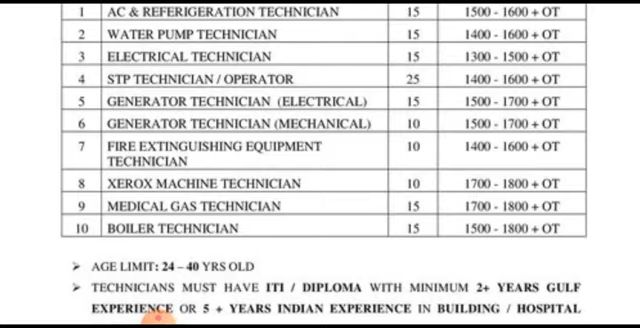 1 AC & REFERIGERATION TECHNICIAN 15 1500 - 1600 + OT
2 WATER PUMP TECHNICIAN 15 1400 - 1600 + OT
3 ELECTRICAL TECHNICIAN 15 1300 - 1500 + OT
4 STP TECHNICIAN / OPERATOR 25 1400 - 1600 + OT
5 GENERATOR TECHNICIAN (ELECTRICAL) 15 1500 - 1700 + OT
6 GENERATOR TECHNICIAN (MECHANICAL) 10 1500 - 1700 + OT
7 FIRE EXTINGUISHING EQUIPMENT 10 1400 - 1600 + OT
TECHNICIAN
8 XEROX MACHINE TECHNICIAN 10 1700 - 1800 + OT
9 MEDICAL GAS TECHNICIAN 15 1700 - 1800 + OT
10 BOILER TECHNICIAN 15 1500 - 1800 + OT
➢ AGE LIMIT: 24 – 40 YRS OLD
➢ TECHNICIANS MUST HAVE ITI / DIPLOMA WITH MINIMUM 2+ YEARS GULF
EXPERIENCE OR 5 + YEARS INDIAN EXPERIENCE IN BUILDING / HOSPITAL